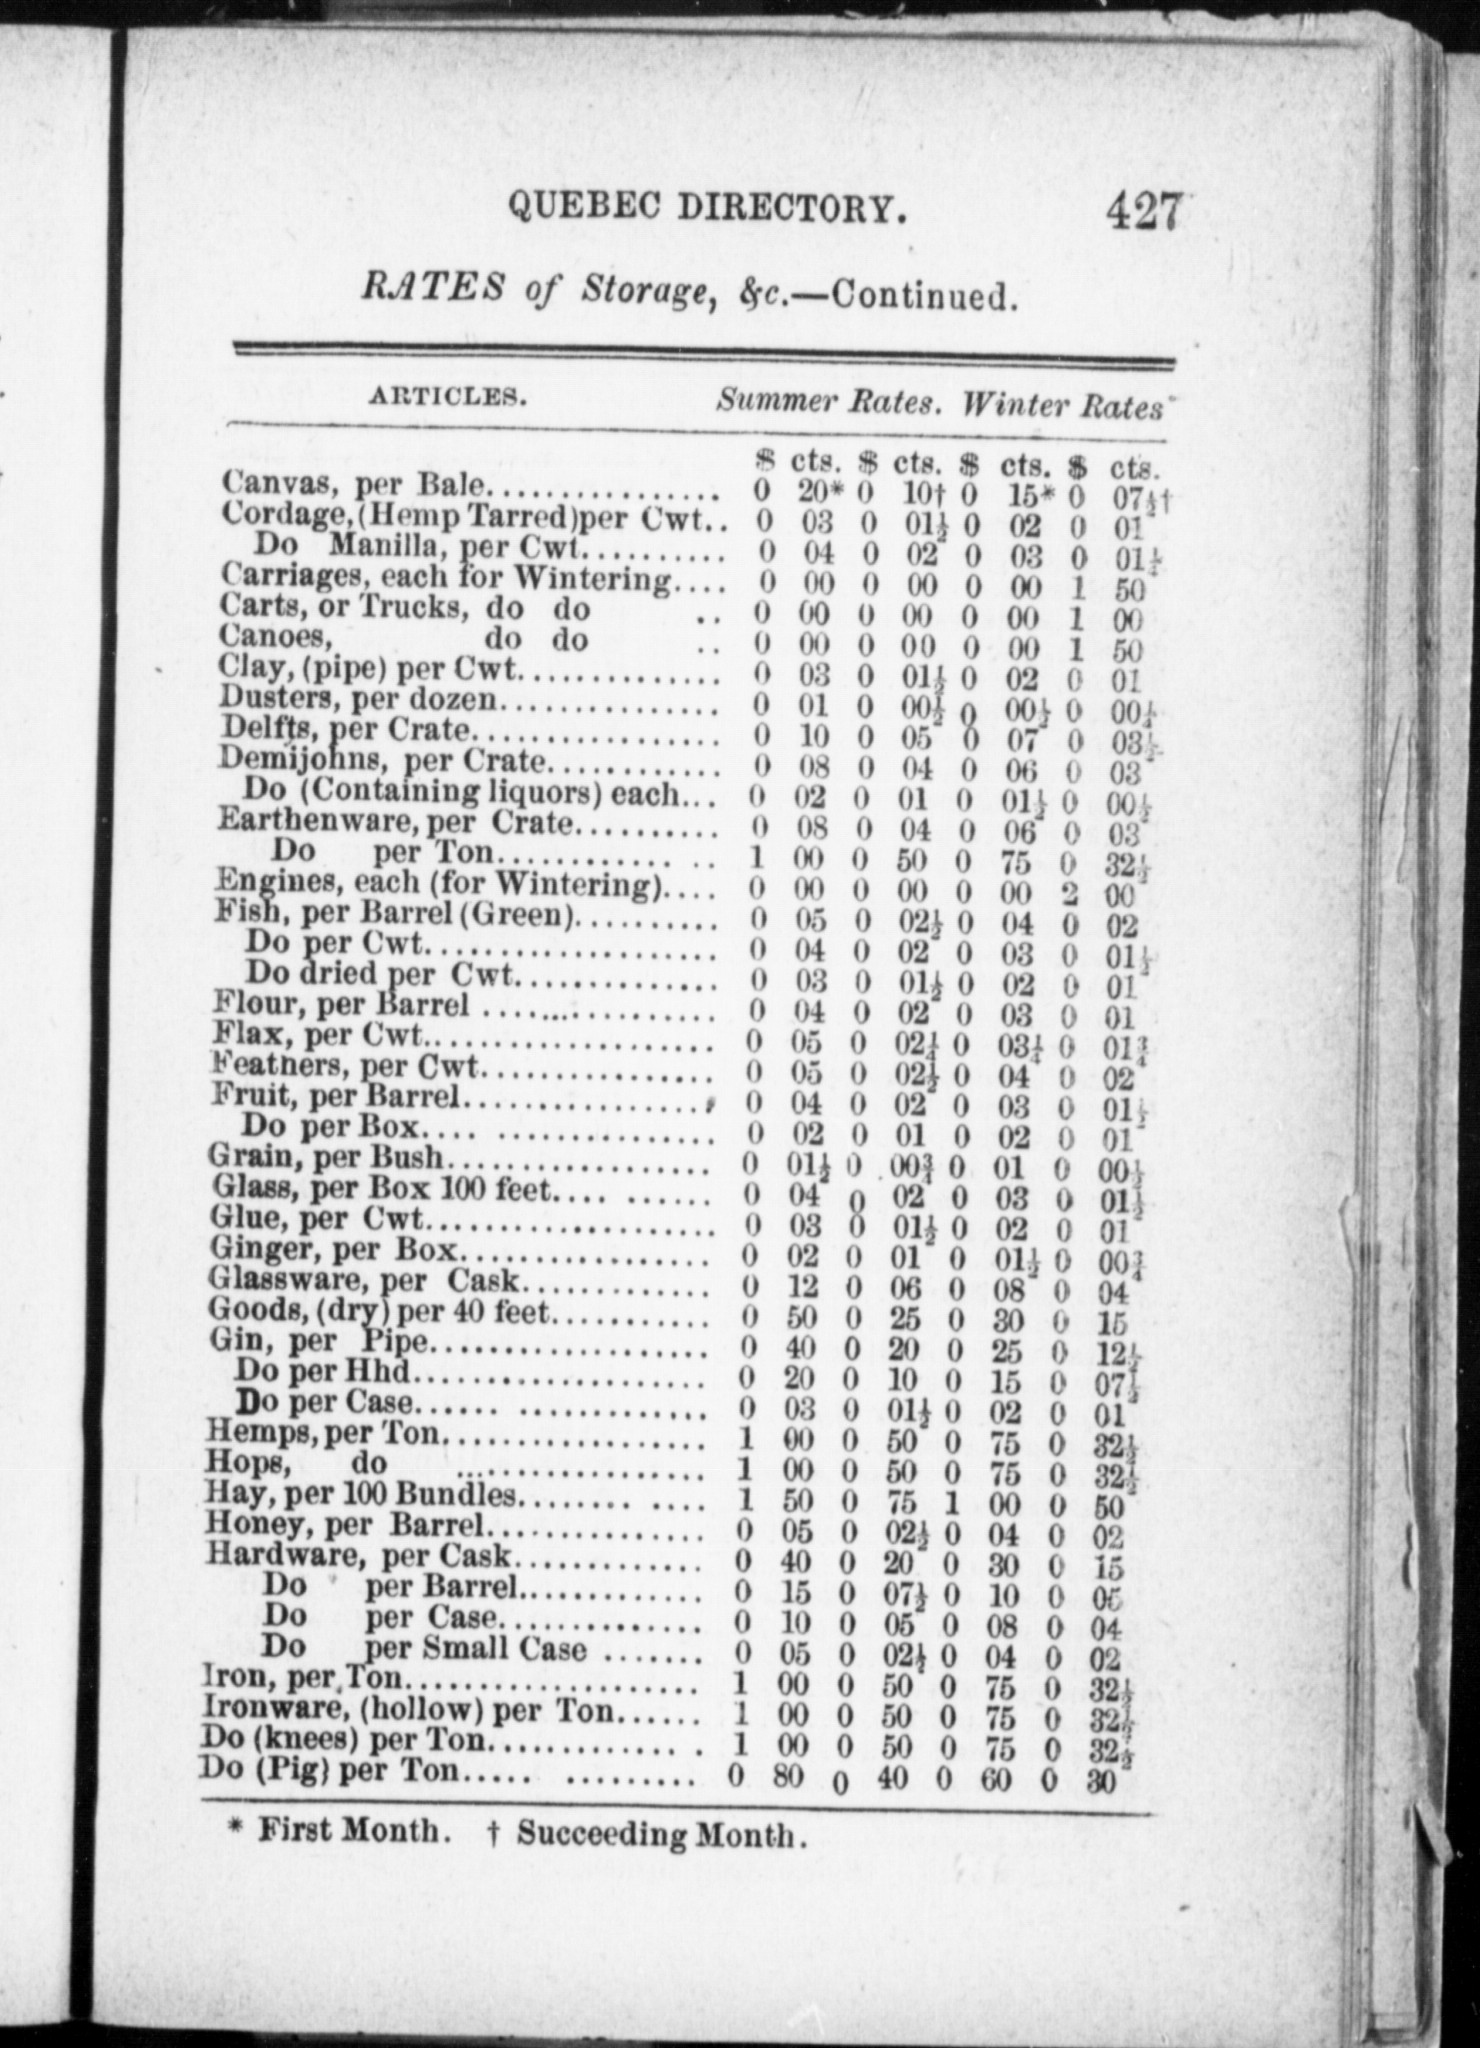 QUEBEC DIRECTORY. 427
RATES of Storage, &c.—Continued.
ARTICLES. Summer Rates. Winter Rates
$ cts. $ cts. $ cts. $ cts.
Canvas, per Bale................ 0 20* 0 10† 0 15* 0 07½†
Cordage, (Hemp Tarred) per Cwt.. 0 03 0 01½ 0 02 0 01
Do Manilla, per Cwt.......... 0 04 0 02 0 03 0 01¼
Carriages, each for Wintering.... 0 00 0 00 0 00 1 50
Carts, or Trucks, do do .. 0 00 0 00 0 00 1 00
Canoes, do do .. 0 00 0 00 0 00 1 50
Clay, (pipe) per Cwt.............. 0 03 0 01½ 0 02 0 01
Dusters, per dozen............... 0 01 0 00½ 0 00½ 0 00¼
Delfts, per Crate................. 0 10 0 05 0 07 0 03½
Demijohns, per Crate............ 0 08 0 04 0 06 0 03
Do (Containing liquors) each... 0 02 0 01 0 01½ 0 00½
Earthenware, per Crate.......... 0 08 0 04 0 06 0 03
Do per Ton............ .. 1 00 0 50 0 75 0 32½
Engines, each (for Wintering).... 0 00 0 00 0 00 2 00
Fish, per Barrel (Green).......... 0 05 0 02½ 0 04 0 02
Do per Cwt.................... 0 04 0 02 0 03 0 01½
Do dried per Cwt.............. 0 03 0 01½ 0 02 0 01
Flour, per Barrel ................ 0 04 0 02 0 03 0 01
Flax, per Cwt................... 0 05 0 02¼ 0 03¼ 0 01¾
Feathers, per Cwt................ 0 05 0 02½ 0 04 0 02
Fruit, per Barrel................. 0 04 0 02 0 03 0 01½
Do per Box.... ............... 0 02 0 01 0 02 0 01
Grain, per Bush.................. 0 01½ 0 00¾ 0 01 0 00½
Glass, per Box 100 feet.... ...... 0 04 0 02 0 03 0 01½
Glue, per Cwt................... 0 03 0 01½ 0 02 0 01
Ginger, per Box................. 0 02 0 01 0 01½ 0 00¾
Glassware, per Cask............. 0 12 0 06 0 08 0 04
Goods, (dry) per 40 feet........... 0 50 0 25 0 30 0 15
Gin, per Pipe................... 0 40 0 20 0 25 0 12½
Do per Hhd................... 0 20 0 10 0 15 0 07½
Do per Case...... ............. 0 03 0 01½ 0 02 0 01
Hemps, per Ton.................. 1 00 0 50 0 75 0 32½
Hops, do ................ 1 00 0 50 0 75 0 32½
Hay, per 100 Bundles........ .... 1 50 0 75 1 00 0 50
Honey, per Barrel............... 0 05 0 02½ 0 04 0 02
Hardware, per Cask............. 0 40 0 20 0 30 0 15
Do per Barrel............ 0 15 0 07½ 0 10 0 05
Do per Case.............. 0 10 0 05 0 08 0 04
Do per Small Case ....... 0 05 0 02½ 0 04 0 02
Iron, per Ton.................... 1 00 0 50 0 75 0 32½
Ironware, (hollow) per Ton...... 1 00 0 50 0 75 0 32½
Do (knees) per Ton.............. . 1 00 0 50 0 75 0 32½
Do (Pig} per Ton..... ......... 0 80 0 40 0 60 0 30
* First Month. † Succeeding Month.